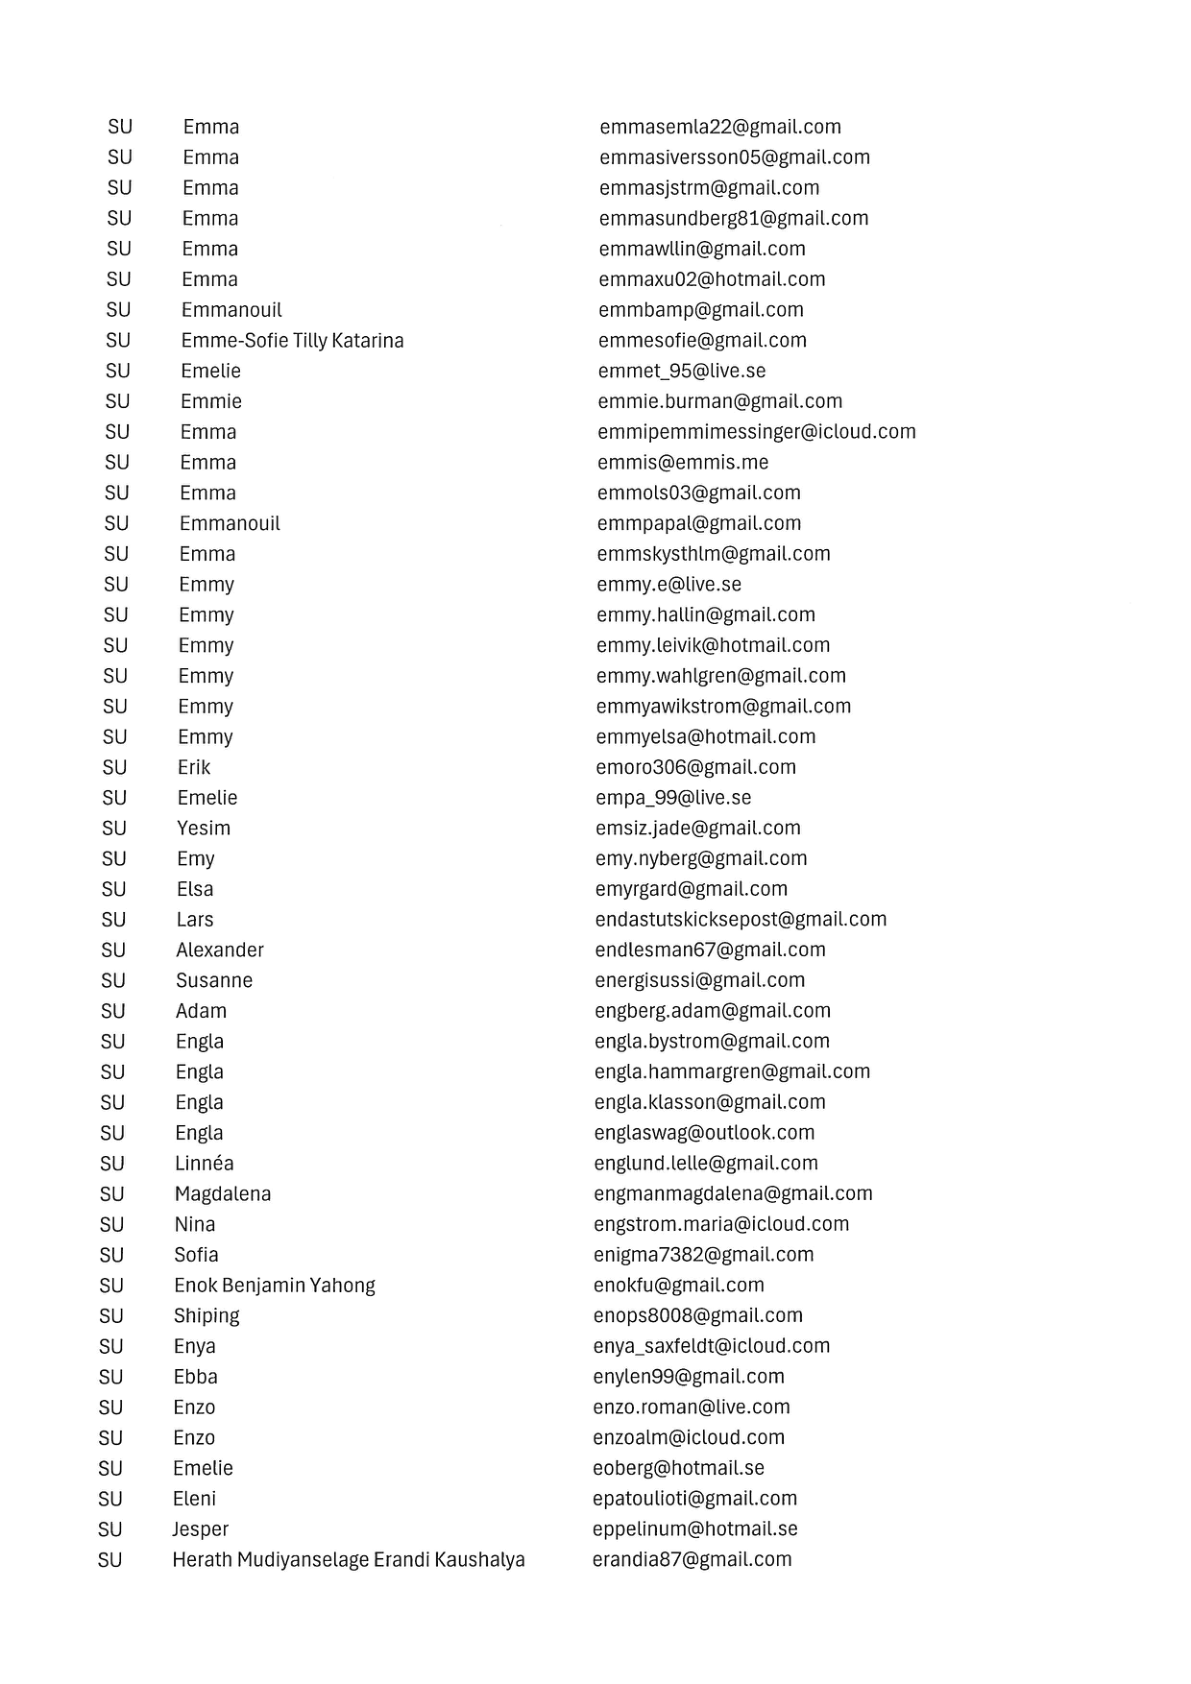 SU Emma emmasemla22@gmail.com
SU Emma emmasiversson05@gmail.com
SU Emma emmasjstrm@gmail.com
SU Emma emmasundberg81@gmail.com
SU Emma emmawllin@gmail.com
SU Emma emmaxu02@hotmail.com
SU Emmanouil emmbamp@gmail.com
SU Emme-Sofie Tilly Katarina emmesofie@gmail.com
SU Emelie emmet_95@live.se
SU Emmie emmie.burman@gmail.com
SU Emma emmipemmimessinger@icloud.com
SU Emma emmis@emmis.me
SU Emma emmols03@gmail.com
SU Emmanouil emmpapal@gmail.com
SU Emma emmskysthlm@gmail.com
SU Emmy emmy.e@live.se
SU Emmy emmy.hallin@gmail.com
SU Emmy emmy.leivik@hotmail.com
SU Emmy emmy.wahlgren@gmail.com
SU Emmy emmyawikstrom@gmail.com
SU Emmy emmyelsa@hotmail.com
SU Erik emoro306@gmail.com
SU Emelie empa_99@live.se
SU Yesim emsiz.jade@gmail.com
SU Emy emy.nyberg@gmail.com
SU Elsa emyrgard@gmail.com
SU Lars endastutskicksepost@gmail.com
SU Alexander endlesman67@gmail.com
SU Susanne energisussi@gmail.com
SU Adam engberg.adam@gmail.com
SU Engla engla.bystrom@gmail.com
SU Engla engla.hammargren@gmail.com
SU Engla engla.klasson@gmail.com
SU Engla englaswag@outlook.com
SU Linnéa englund.lelle@gmail.com
SU Magdalena engmanmagdalena@gmail.com
SU Nina engstrom.maria@icloud.com
SU Sofia enigma7382@gmail.com
SU Enok Benjamin Yahong enokfu@gmail.com
SU Shiping enops8008@gmail.com
SU Enya enya_saxfeldt@icloud.com
SU Ebba enylen99@gmail.com
SU Enzo enzo.roman@live.com
SU Enzo enzoalm@icloud.com
SU Emelie eoberg@hotmail.se
SU Eleni epatoulioti@gmail.com
SU Jesper eppelinum@hotmail.se
SU Herath Mudiyanselage Erandi Kaushalya erandia87@gmail.com